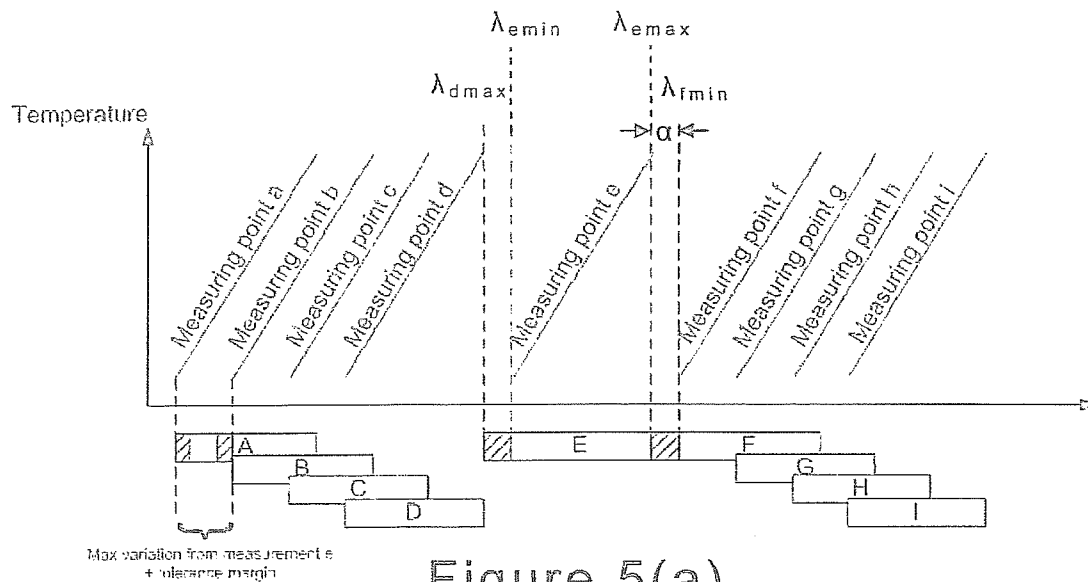 λemin
λemax
λdmax
λfmin
Temperature
α
Measuring point a
Measuring point b
Measuring point c
Measuring point d
Measuring point e
Measuring point f
Measuring point g
Measuring point h
Measuring point i
A
E
F
B
G
C
H
D
I
Max variation from measurement e
+ tolerance margin
Figure 5(a)